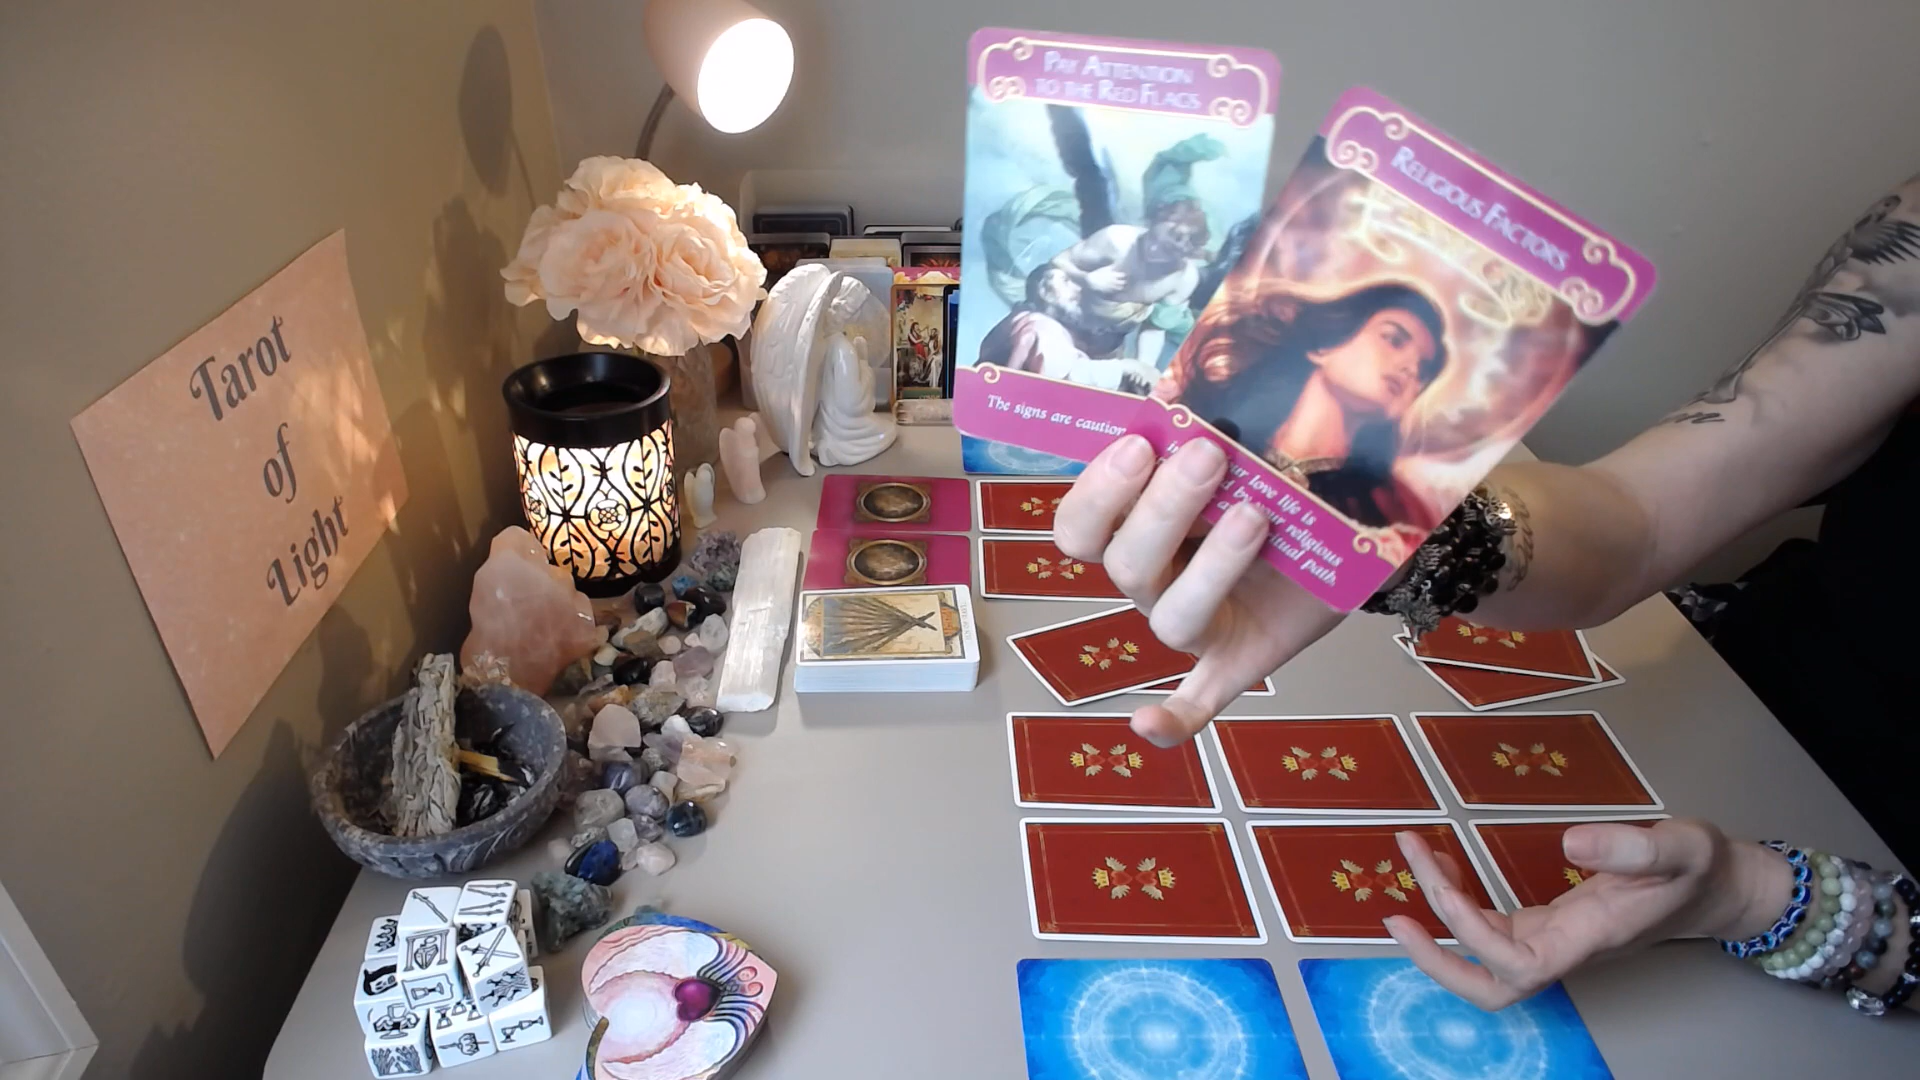 Tarot
of
Light
PAY ATTENTION
TO THE RED FLAGS
The signs are caution
RELIGIOUS FACTORS
your love life is
by your religious
path.